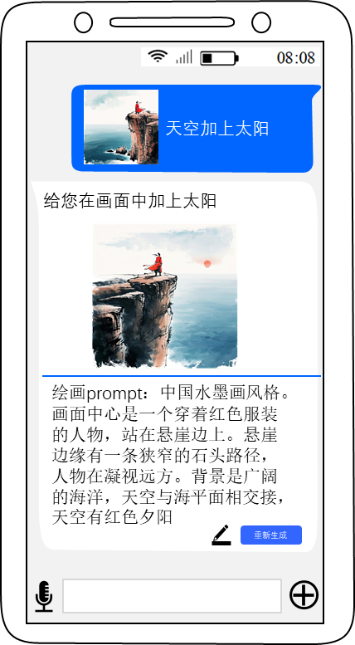 08:08
天空加上太阳
给您在画面中加上太阳
绘画prompt：中国水墨画风格。
画面中心是一个穿着红色服装
的人物，站在悬崖边上。悬崖
边缘有一条狭窄的石头路径，
人物在凝视远方。背景是广阔
的海洋，天空与海平面相交接，
天空有红色夕阳
重新生成